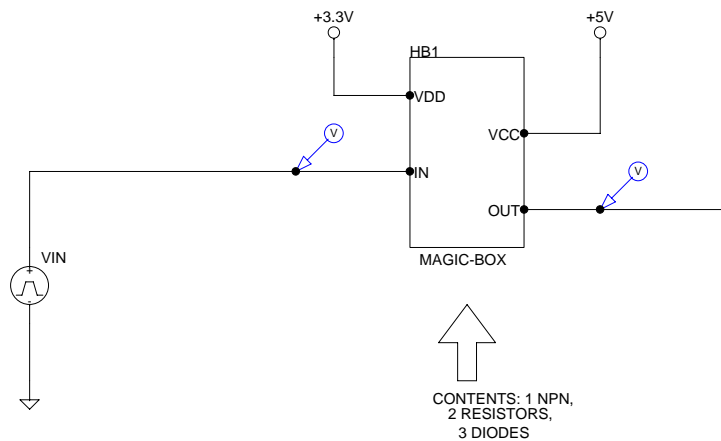 +3.3V
+5V
HB1
VDD
VCC
V
IN
V
OUT
VIN
+
-
MAGIC-BOX
CONTENTS: 1 NPN,
2 RESISTORS,
3 DIODES